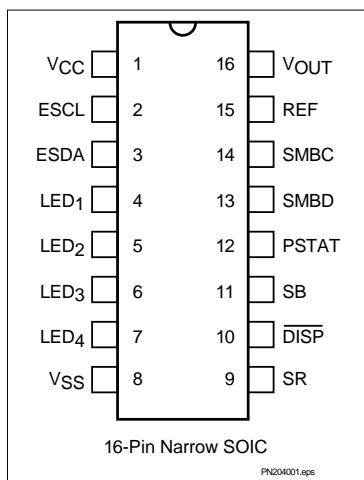 VCC 1 16 VOUT
ESCL 2 15 REF
ESDA 3 14 SMBC
LED1 4 13 SMBD
LED2 5 12 PSTAT
LED3 6 11 SB
LED4 7 10 DISP
VSS 8 9 SR
16-Pin Narrow SOIC
PN204001.eps